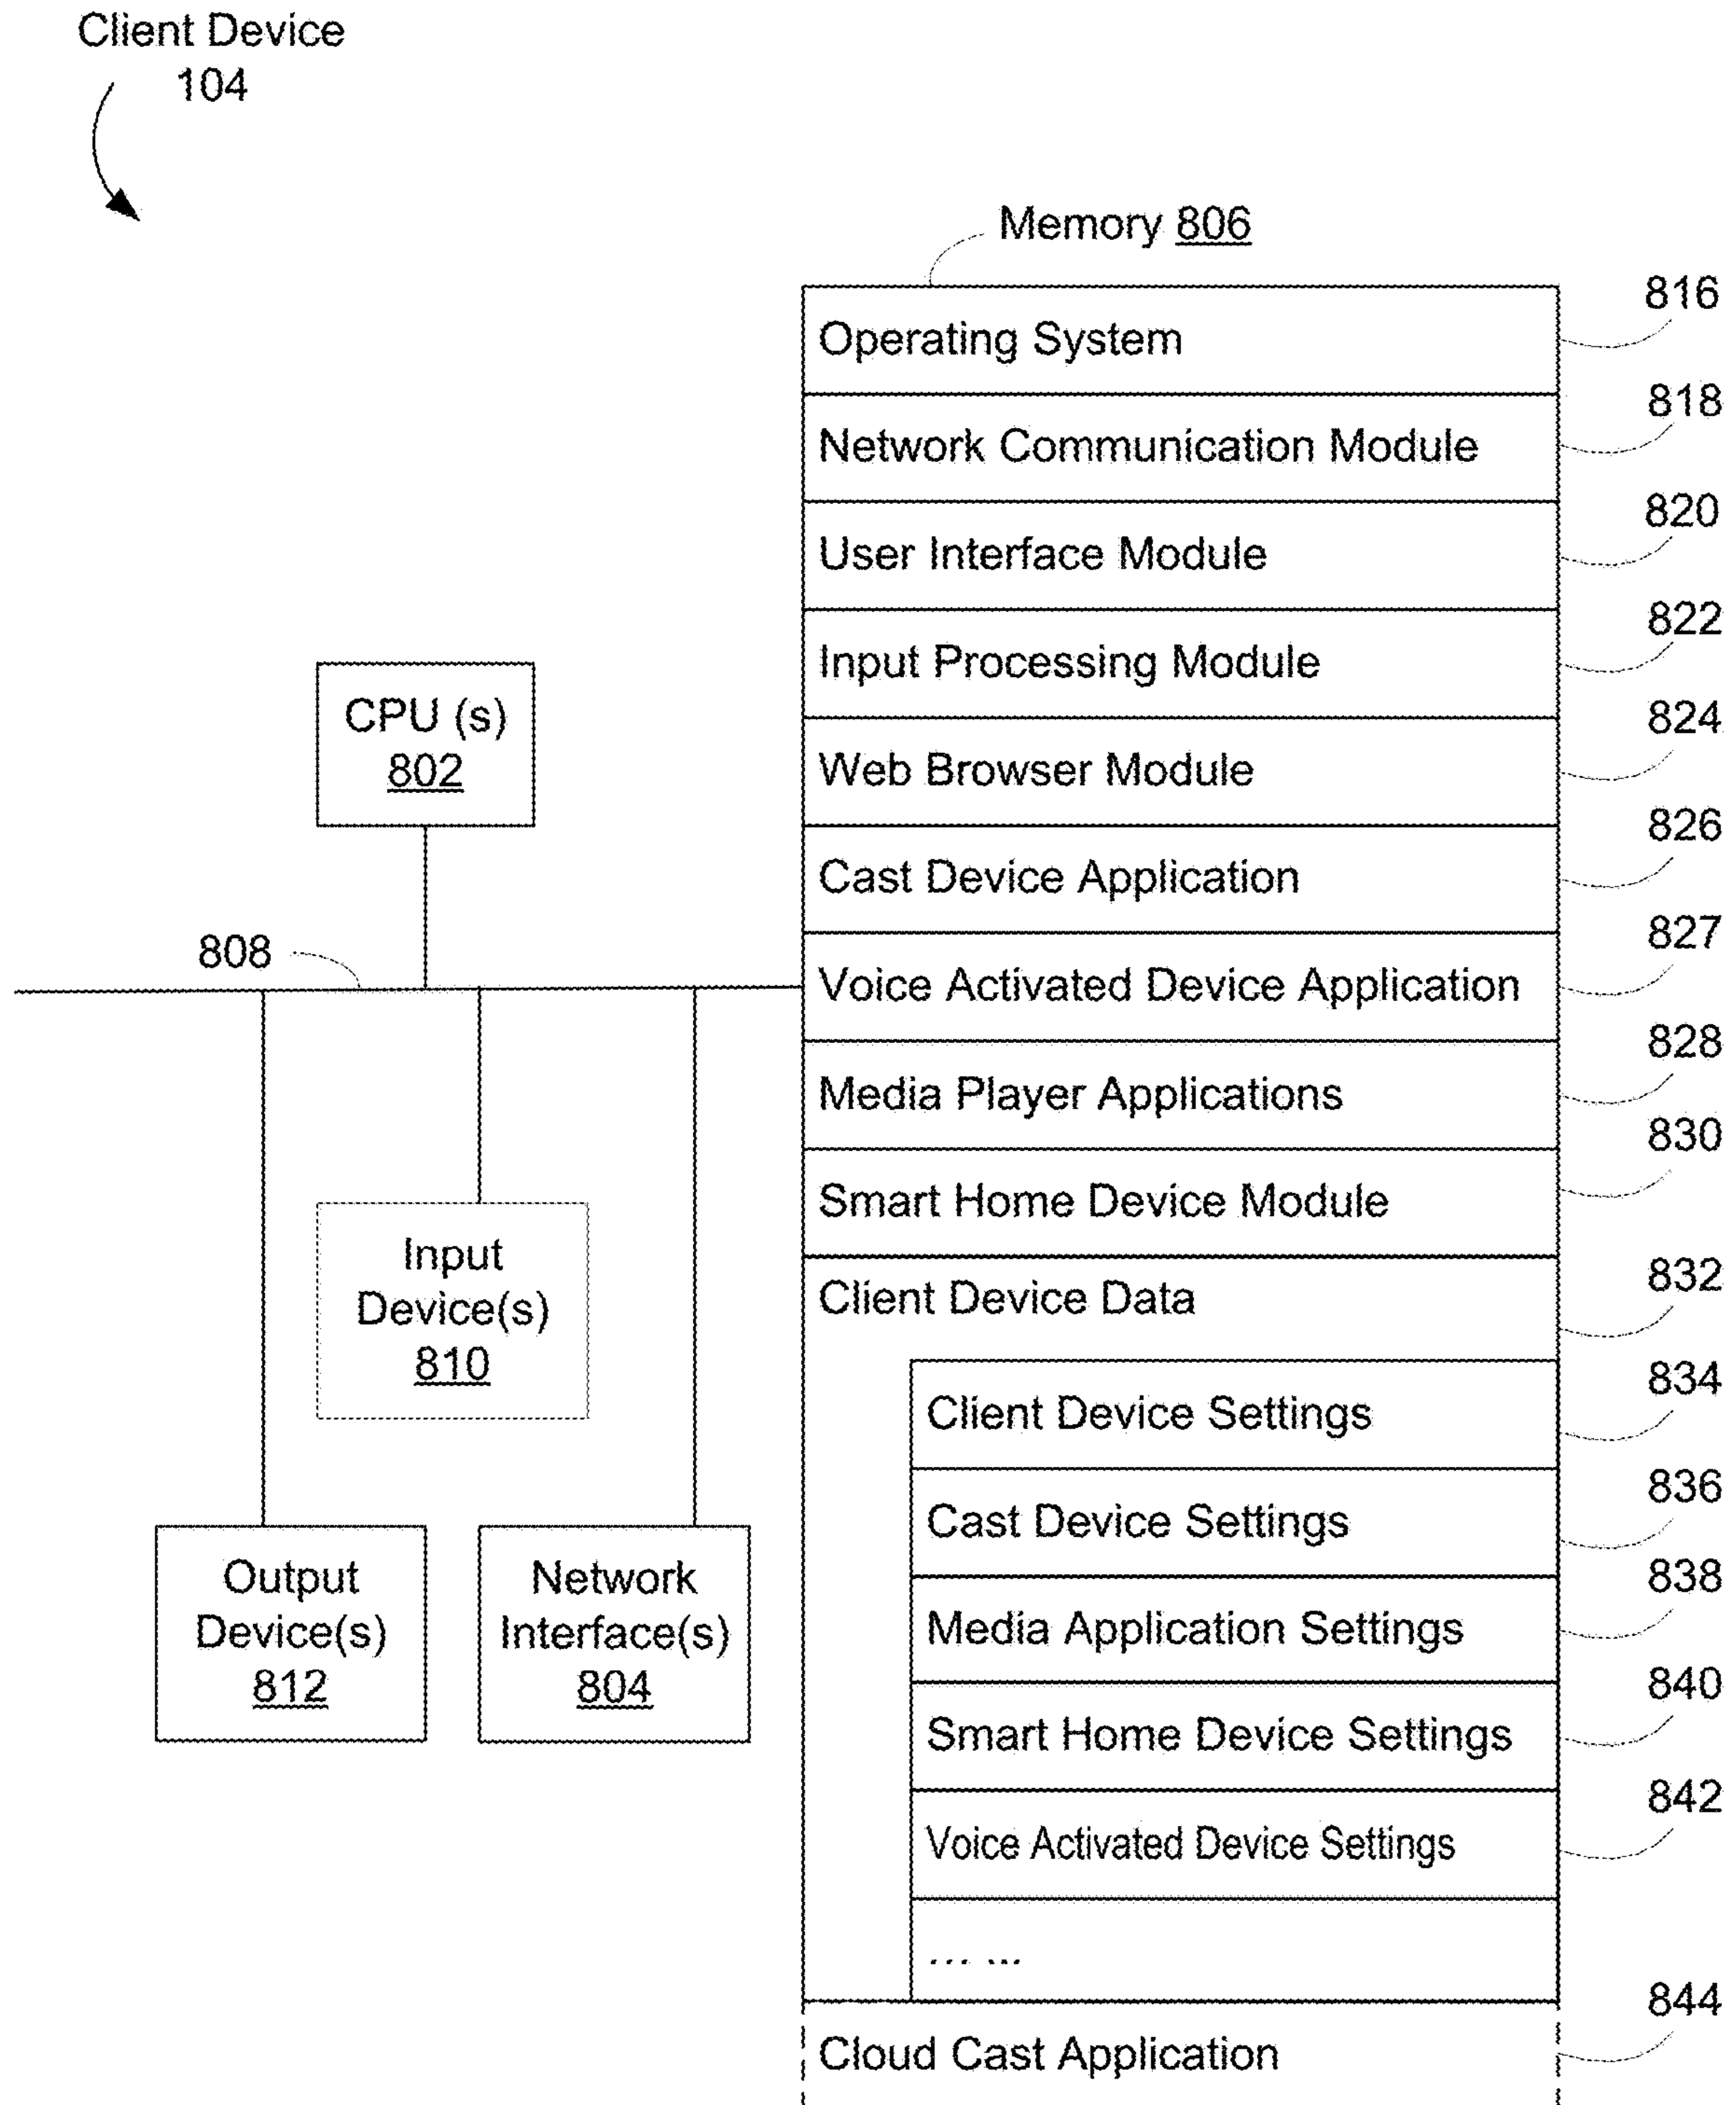 Client Device
104
Memory 806
Operating System
816
Network Communication Module
818
User Interface Module
820
Input Processing Module
822
Web Browser Module
824
Cast Device Application
826
Voice Activated Device Application
827
Media Player Applications
828
Smart Home Device Module
830
Client Device Data
832
Client Device Settings
834
Cast Device Settings
836
Media Application Settings
838
Smart Home Device Settings
840
Voice Activated Device Settings
842
... ...
Cloud Cast Application
844
CPU (s)
802
808
Input
Device(s)
810
Output
Device(s)
812
Network
Interface(s)
804